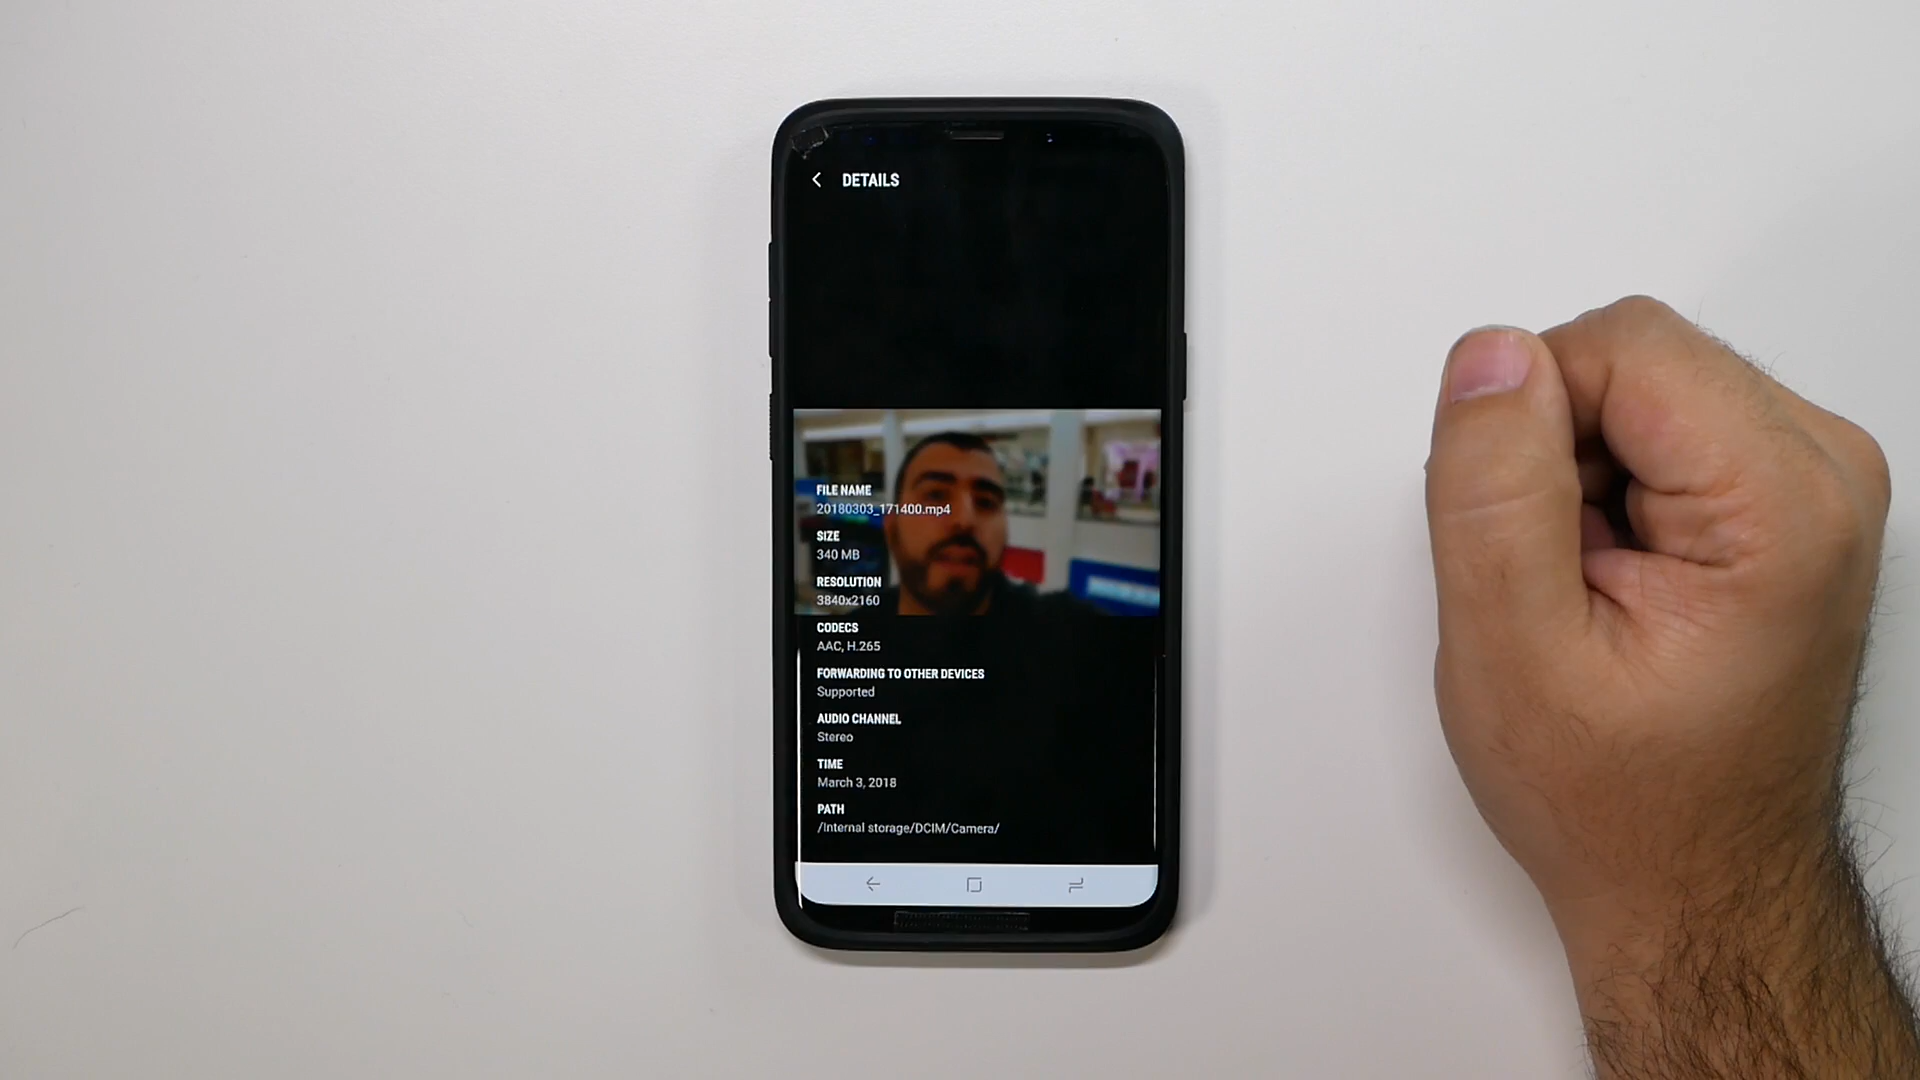 DETAILS
FILE NAME
20180303_171400.mp4
SIZE
340 MB
RESOLUTION
3840x2160
CODECS
AAC, H.265
FORWARDING TO OTHER DEVICES
Supported
AUDIO CHANNEL
Stereo
TIME
March 3, 2018
PATH
/Internal storage/DCIM/Camera/